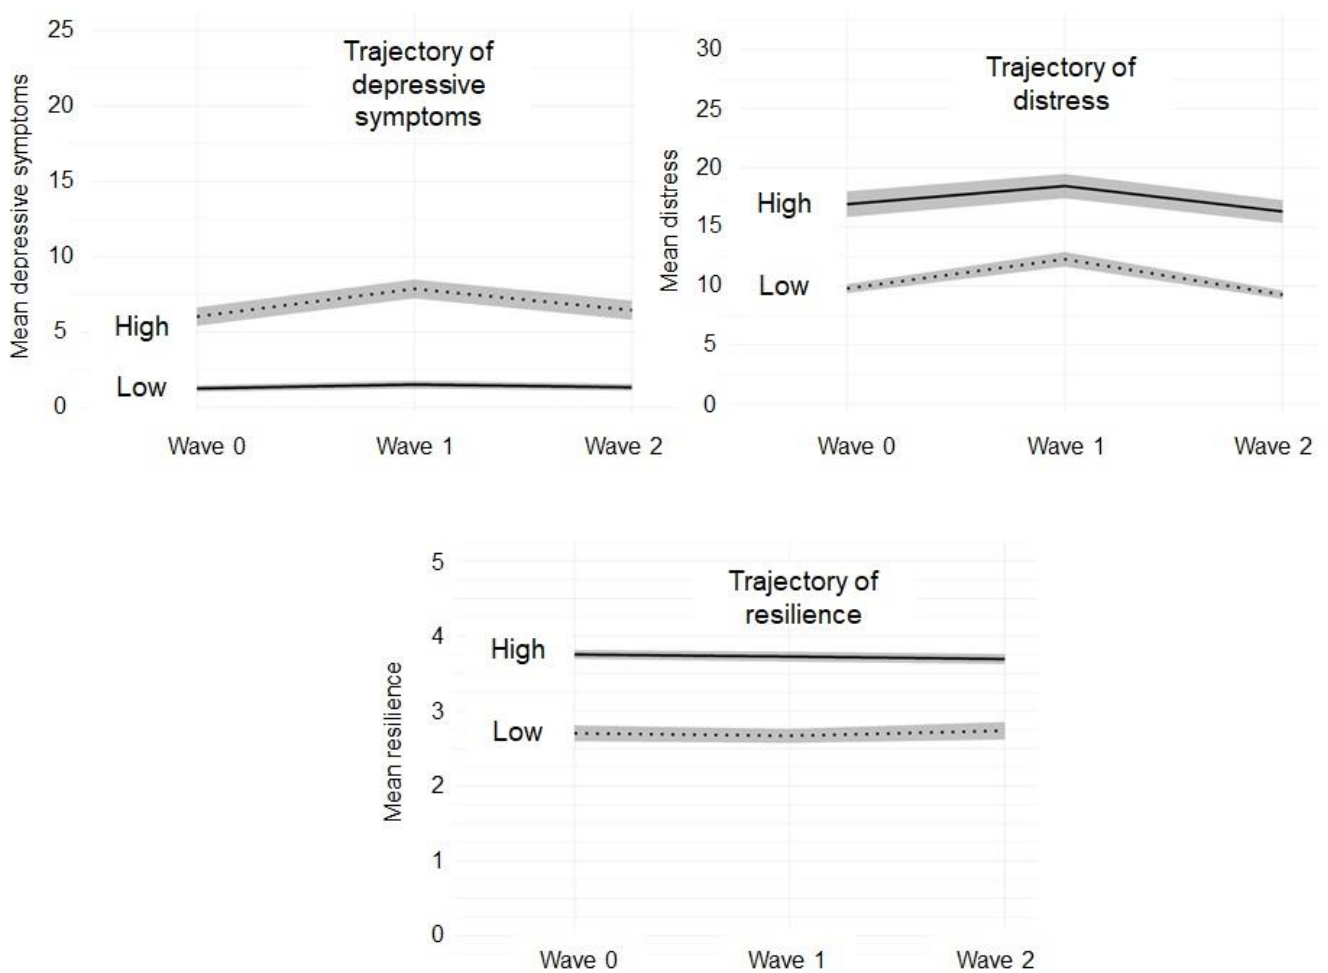 Trajectory of
depressive
symptoms
Mean depressive symptoms
25
20
15
10
5
0
High
Low
Wave 0
Wave 1
Wave 2
Trajectory of
distress
Mean distress
30
25
20
15
10
5
0
High
Low
Wave 0
Wave 1
Wave 2
Trajectory of
resilience
Mean resilience
5
4
3
2
1
0
High
Low
Wave 0
Wave 1
Wave 2